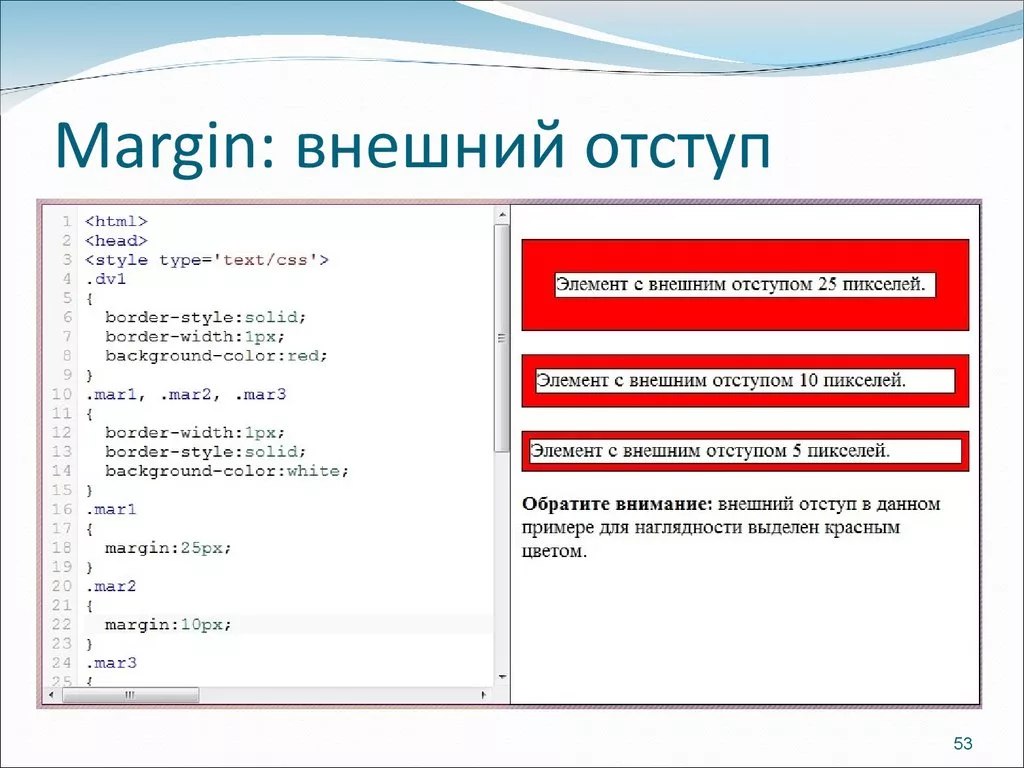 Margin: внешний отступ
1 <html>
2 <head>
3 <style type='text/css'>
4 .dv1
5 {
6 border-style:solid;
7 border-width:1px;
8 background-color:red;
9 }
10 .mar1, .mar2, .mar3
11 {
12 border-width:1px;
13 border-style:solid;
14 background-color:white;
15 }
16 .mar1
17 {
18 margin:25px;
19 }
20 .mar2
21 {
22 margin:10px;
23 }
24 .mar3
25 {
Элемент с внешним отступом 25 пикселей.
Элемент с внешним отступом 10 пикселей.
Элемент с внешним отступом 5 пикселей.
Обратите внимание: внешний отступ в данном
примере для наглядности выделен красным
цветом.
53